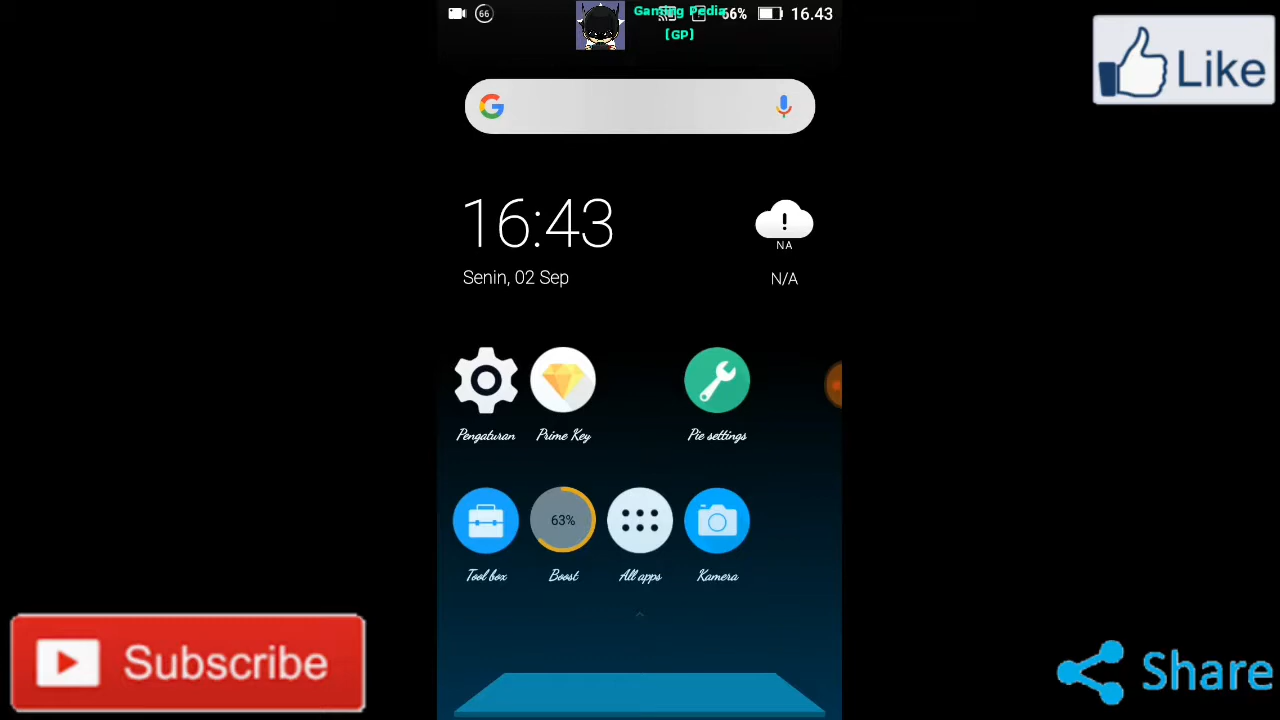 66
Gaming Pedia
[GP]
66%
16.43
Like
16:43
NA
Senin, 02 Sep
N/A
Pengaturan
Prime Key
Pie settings
63%
Tool box
Boost
All apps
Kamera
Subscribe
Share